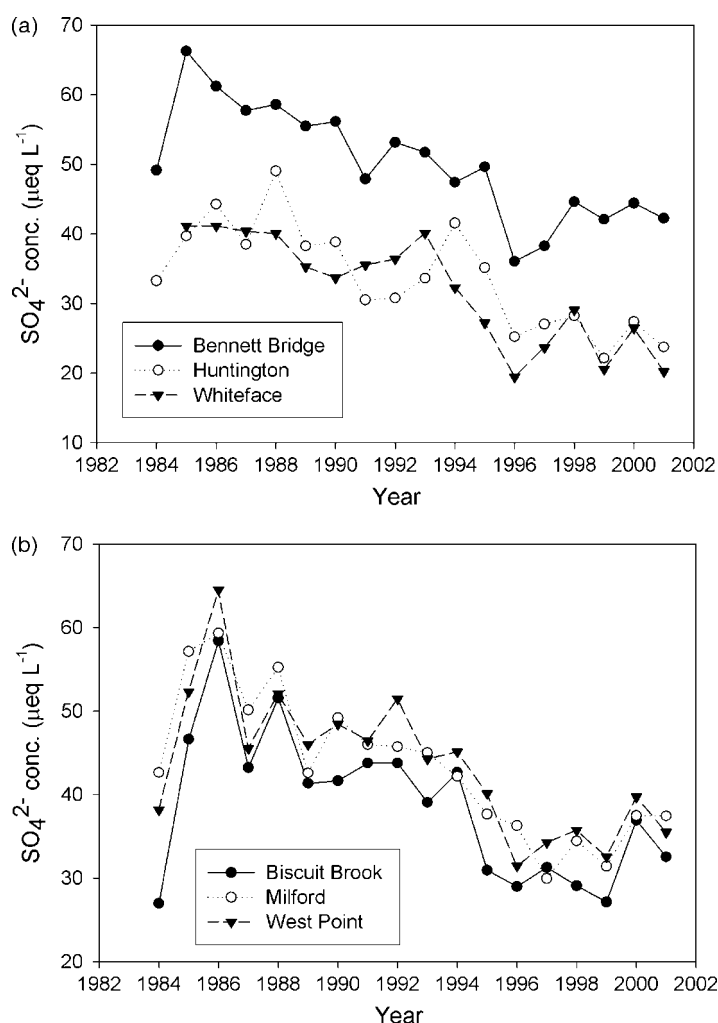 (a)
70
60
50
40
30
20
10
SO₄²⁻ conc. (μeq L⁻¹)
Bennett Bridge
Huntington
Whiteface
1982 1984 1986 1988 1990 1992 1994 1996 1998 2000 2002
Year
(b)
70
60
50
40
30
20
SO₄²⁻ conc. (μeq L⁻¹)
Biscuit Brook
Milford
West Point
1982 1984 1986 1988 1990 1992 1994 1996 1998 2000 2002
Year